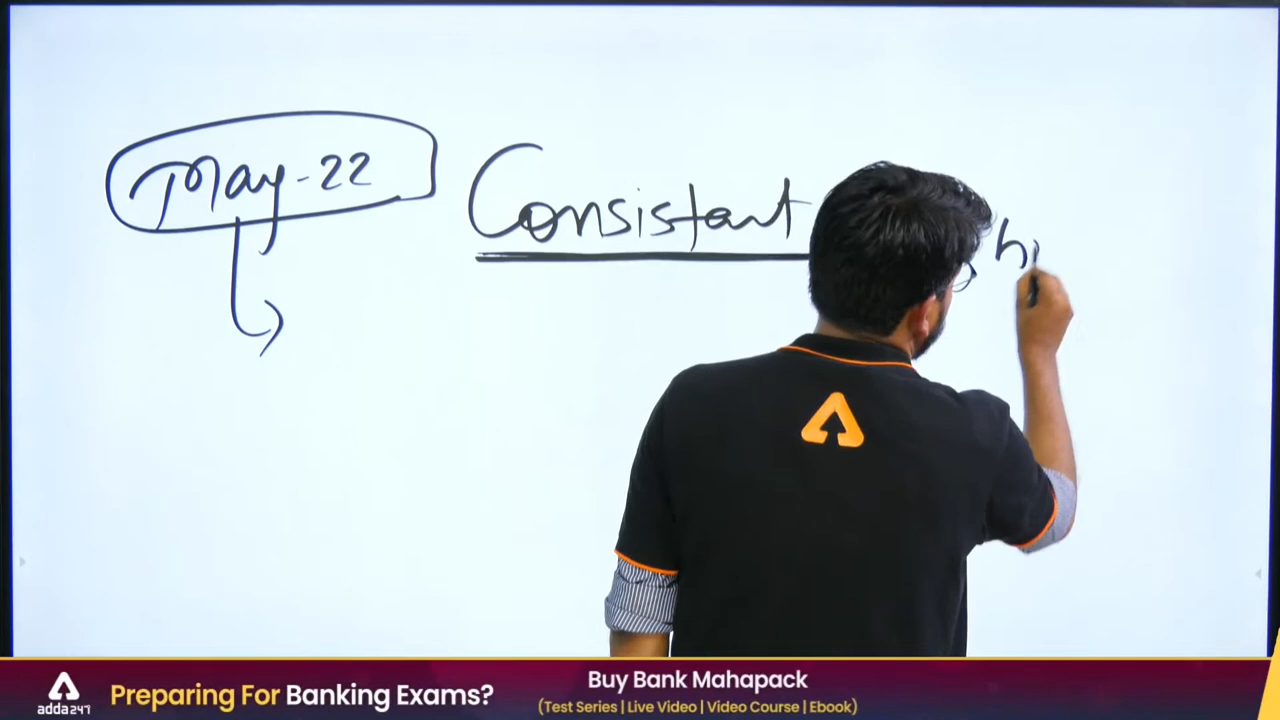 May-22
Consistant
Preparing For Banking Exams?
Buy Bank Mahapack
(Test Series | Live Video | Video Course | Ebook)
adda247